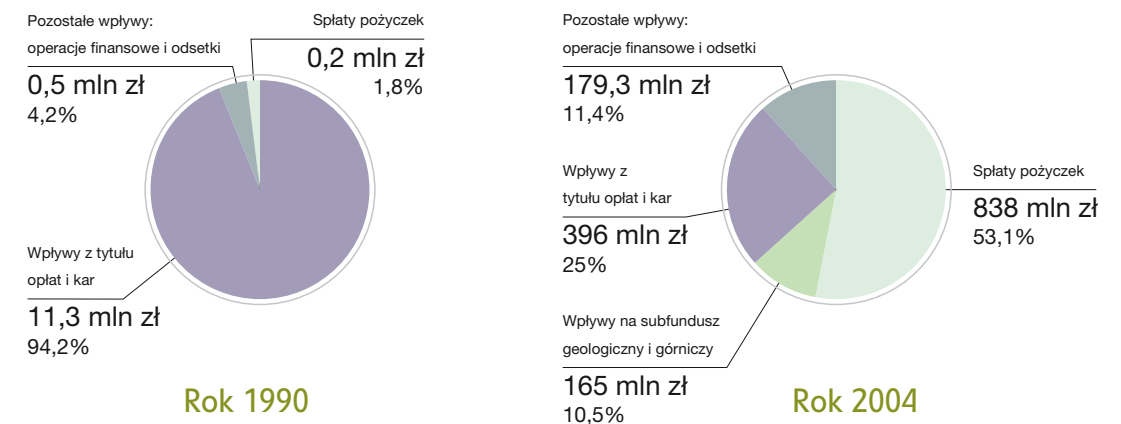 Pozostałe wpływy:
operacje finansowe i odsetki
0,5 mln zł
4,2%
Spłaty pożyczek
0,2 mln zł
1,8%
Wpływy z tytułu
opłat i kar
11,3 mln zł
94,2%
Rok 1990
Pozostałe wpływy:
operacje finansowe i odsetki
179,3 mln zł
11,4%
Wpływy z
tytułu opłat i kar
396 mln zł
25%
Spłaty pożyczek
838 mln zł
53,1%
Wpływy na subfundusz
geologiczny i górniczy
165 mln zł
10,5%
Rok 2004